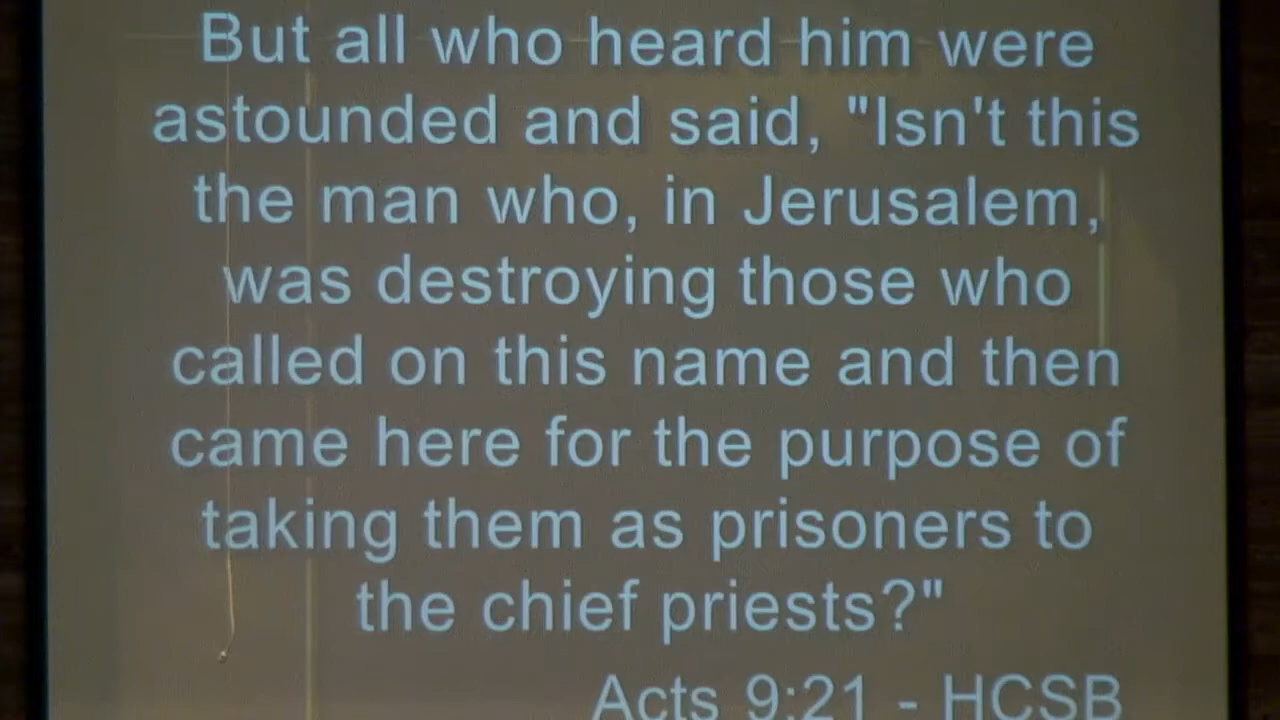 But all who heard him were
astounded and said, "Isn't this
the man who, in Jerusalem,
was destroying those who
called on this name and then
came here for the purpose of
taking them as prisoners to
the chief priests?"
Acts 9:21 - HCSB